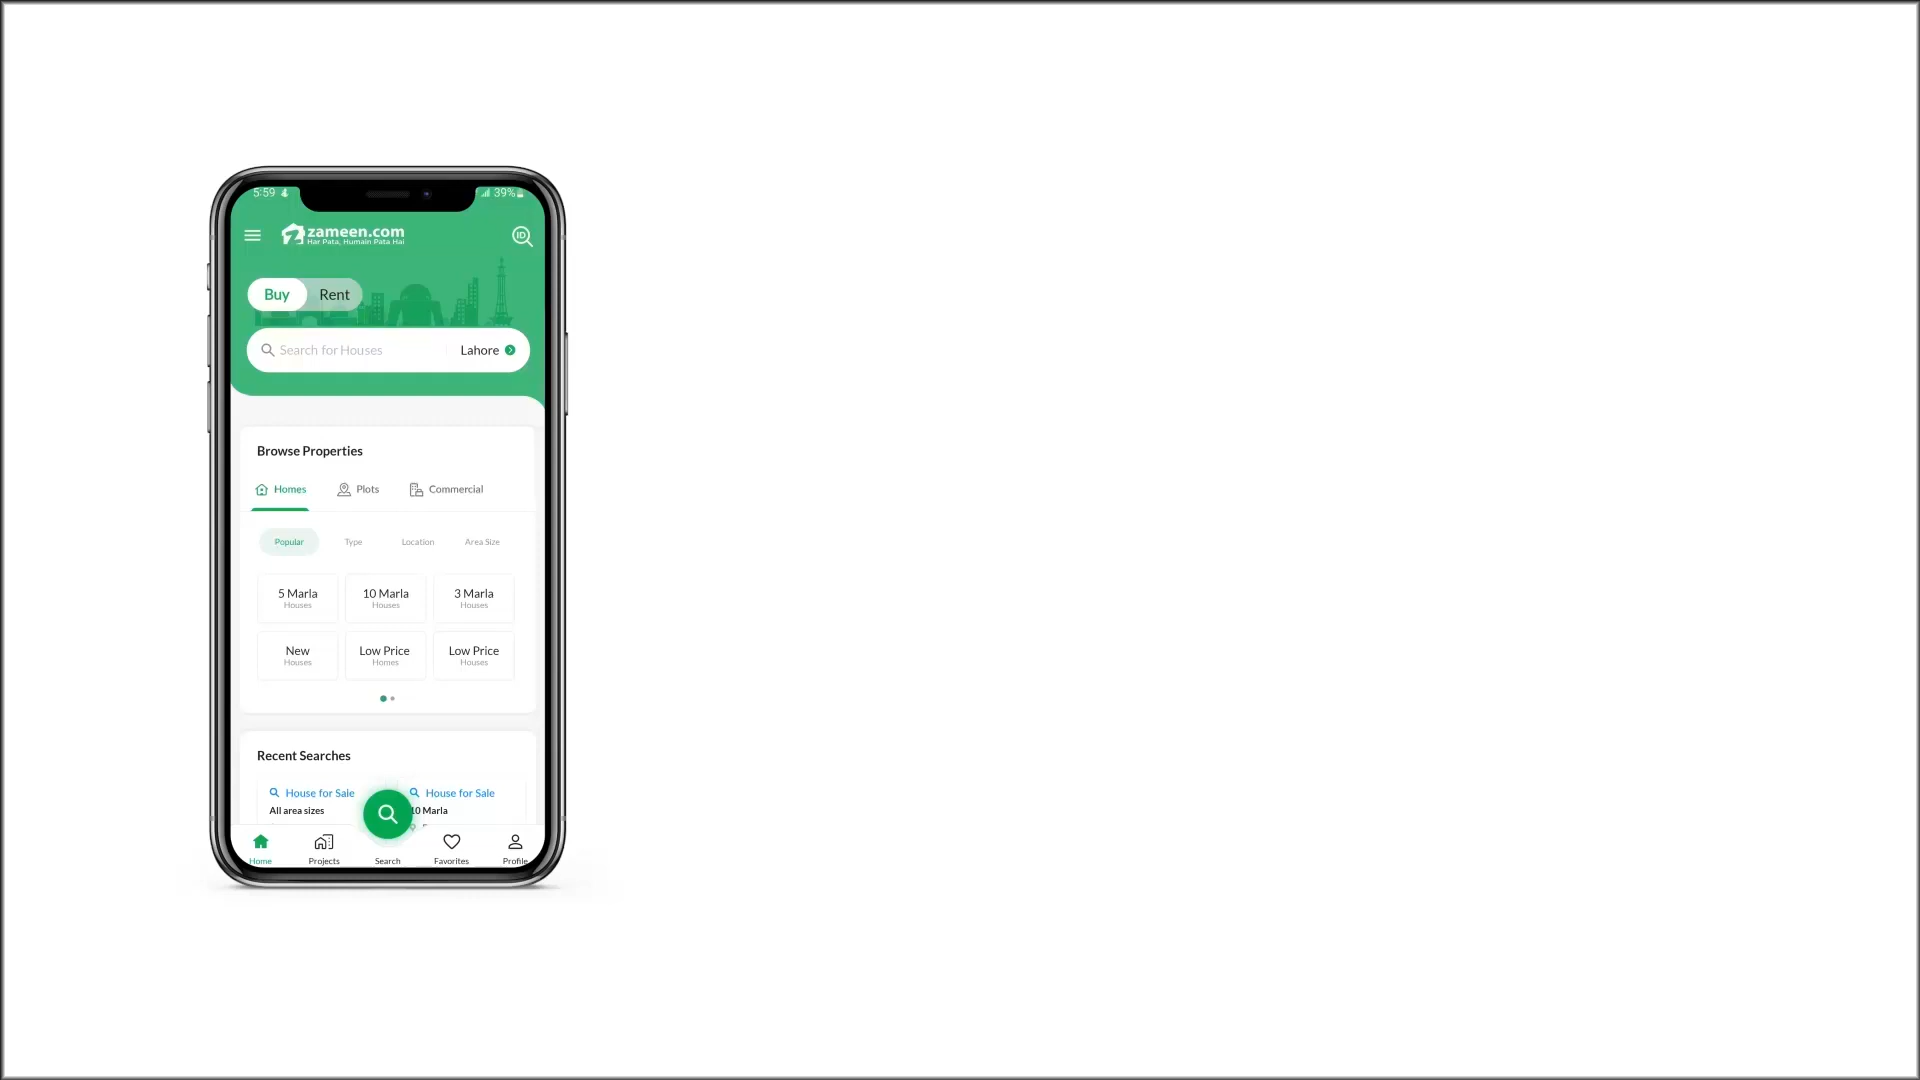 5:59
39%
zameen.com
Har Pata, Humain Pata Hai
ID
Buy Rent
Search for Houses Lahore
Browse Properties
Homes Plots Commercial
Popular Type Location Area Size
5 Marla 10 Marla 3 Marla
Houses Houses Houses
New Low Price Low Price
Houses Homes Houses
Recent Searches
House for Sale House for Sale
All area sizes 10 Marla
Home Projects Search Favorites Profile